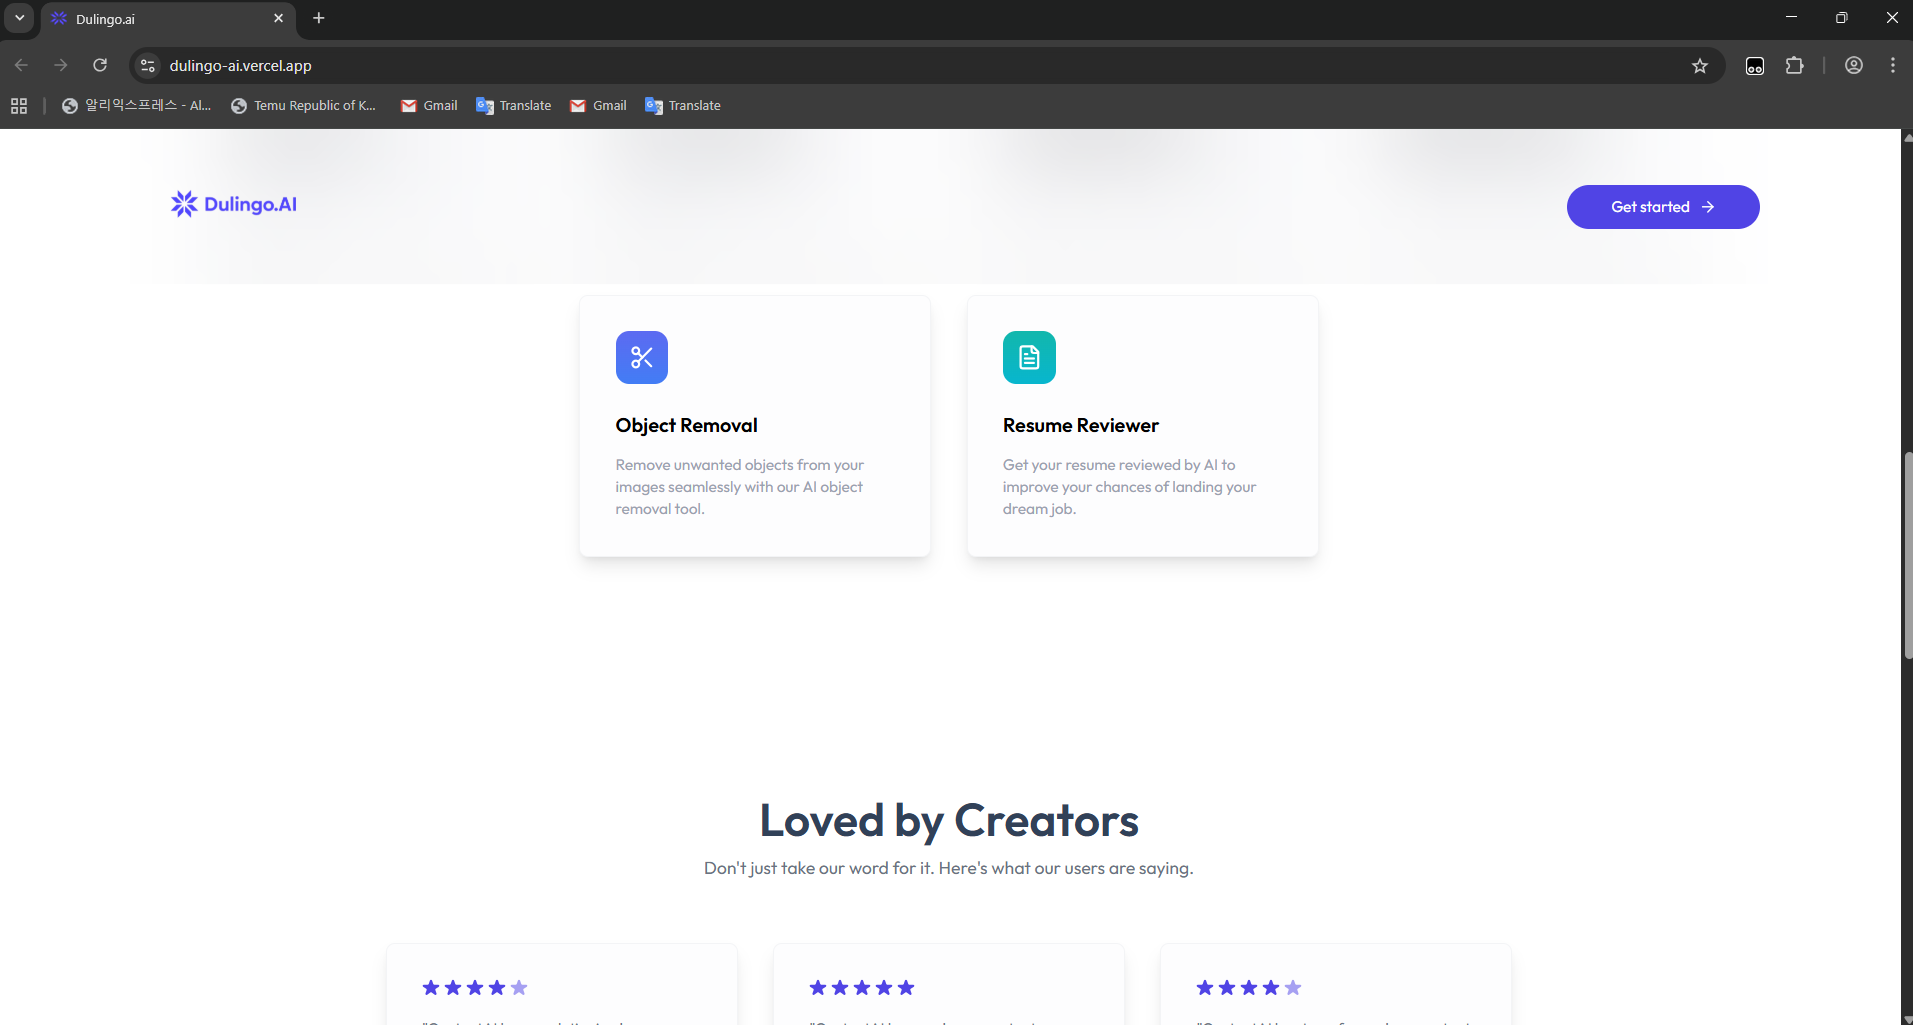 Dulingo.ai
dulingo-ai.vercel.app
알리익스프레스 - Al...
Temu Republic of K...
Gmail
Translate
Gmail
Translate
Dulingo.AI
Get started
Object Removal
Remove unwanted objects from your
images seamlessly with our AI object
removal tool.
Resume Reviewer
Get your resume reviewed by AI to
improve your chances of landing your
dream job.
Loved by Creators
Don't just take our word for it. Here's what our users are saying.